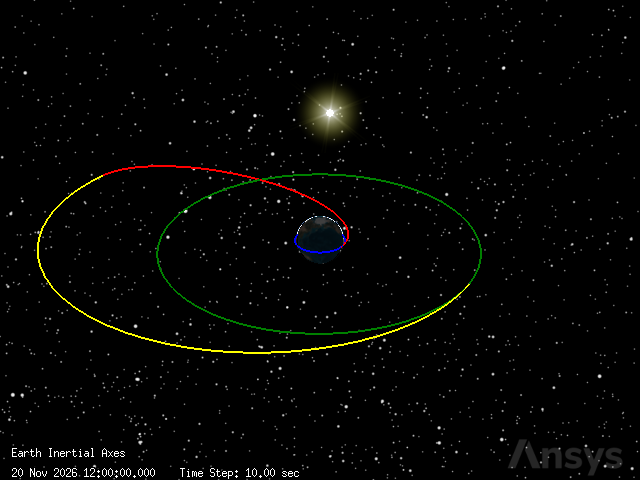 Earth Inertial Axes
20 Nov 2026 12:00:00.000    Time Step: 10.00 sec
Ansys